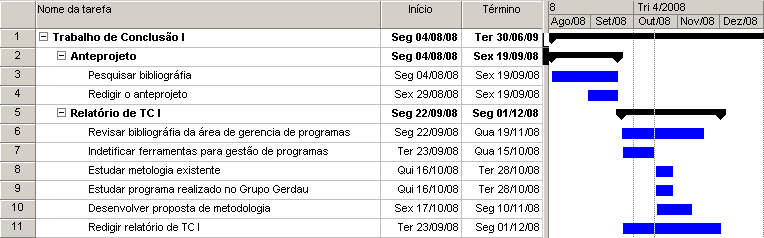 Nome da tarefa Início Término 8 Tri 4/2008
Ago/08 Set/08 Out/08 Nov/08 Dez/08
1 Trabalho de Conclusão I Seg 04/08/08 Ter 30/06/09
2 Anteprojeto Seg 04/08/08 Sex 19/09/08
3 Pesquisar bibliográfia Seg 04/08/08 Sex 19/09/08
4 Redigir o anteprojeto Sex 29/08/08 Sex 19/09/08
5 Relatório de TC I Seg 22/09/08 Seg 01/12/08
6 Revisar bibliografia da área de gerencia de programas Seg 22/09/08 Qua 19/11/08
7 Indetificar ferramentas para gestão de programas Ter 23/09/08 Qua 15/10/08
8 Estudar metologia existente Qui 16/10/08 Ter 28/10/08
9 Estudar programa realizado no Grupo Gerdau Qui 16/10/08 Ter 28/10/08
10 Desenvolver proposta de metodologia Sex 17/10/08 Seg 10/11/08
11 Redigir relatório de TC I Ter 23/09/08 Seg 01/12/08